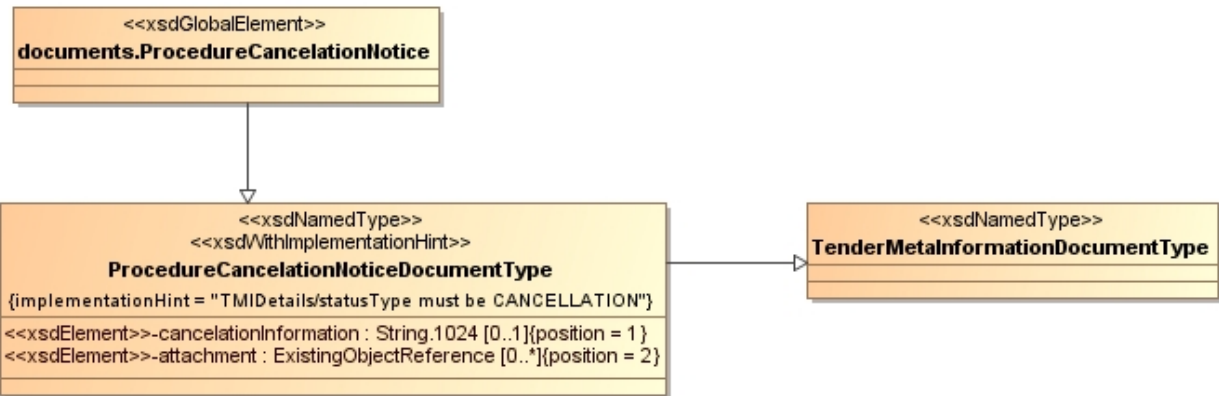 <<xsdGlobalElement>>
documents.ProcedureCancelationNotice
<<xsdNamedType>>
<<xsdWithImplementationHint>>
ProcedureCancelationNoticeDocumentType
{implementationHint = "TMIDetails/statusType must be CANCELLATION"}
<<xsdElement>>-cancelationInformation : String.1024 [0..1]{position = 1 }
<<xsdElement>>-attachment : ExistingObjectReference [0..*]{position = 2}
<<xsdNamedType>>
TenderMetaInformationDocumentType